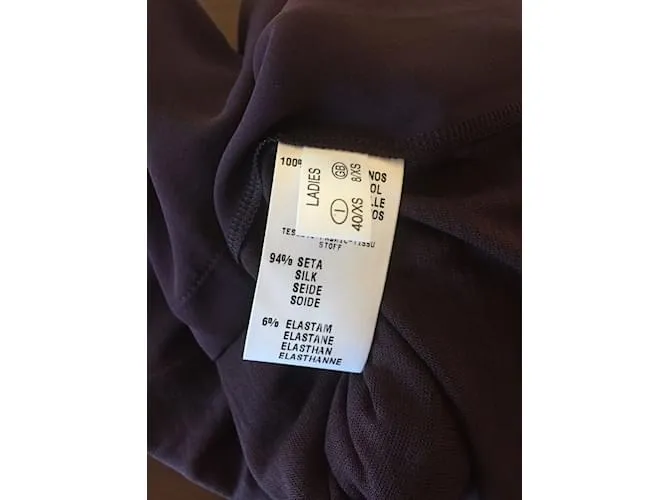 100%
NOS
OL
LLE
OS
LADIES
GB
8/XS
I
40/XS
STOFF
94% SETA
SILK
SEIDE
SOIDE
6% ELASTAM
ELASTANE
ELASTHAN
ELASTHANNE